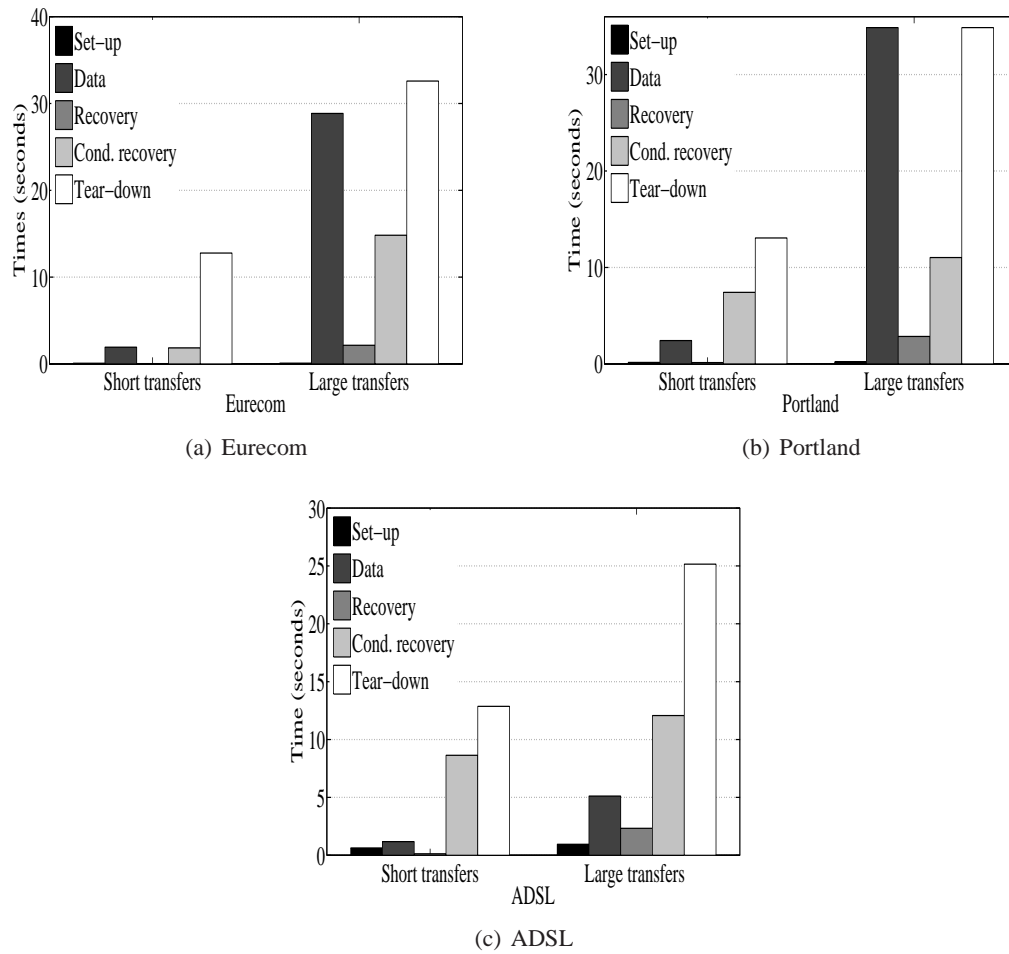 40
30
20
10
0
Times (seconds)
Set-up
Data
Recovery
Cond. recovery
Tear-down
Short transfers
Large transfers
Eurecom
(a) Eurecom
30
20
10
0
Time (seconds)
Set-up
Data
Recovery
Cond. recovery
Tear-down
Short transfers
Large transfers
Portland
(b) Portland
30
25
20
15
10
5
0
Time (seconds)
Set-up
Data
Recovery
Cond. recovery
Tear-down
Short transfers
Large transfers
ADSL
(c) ADSL